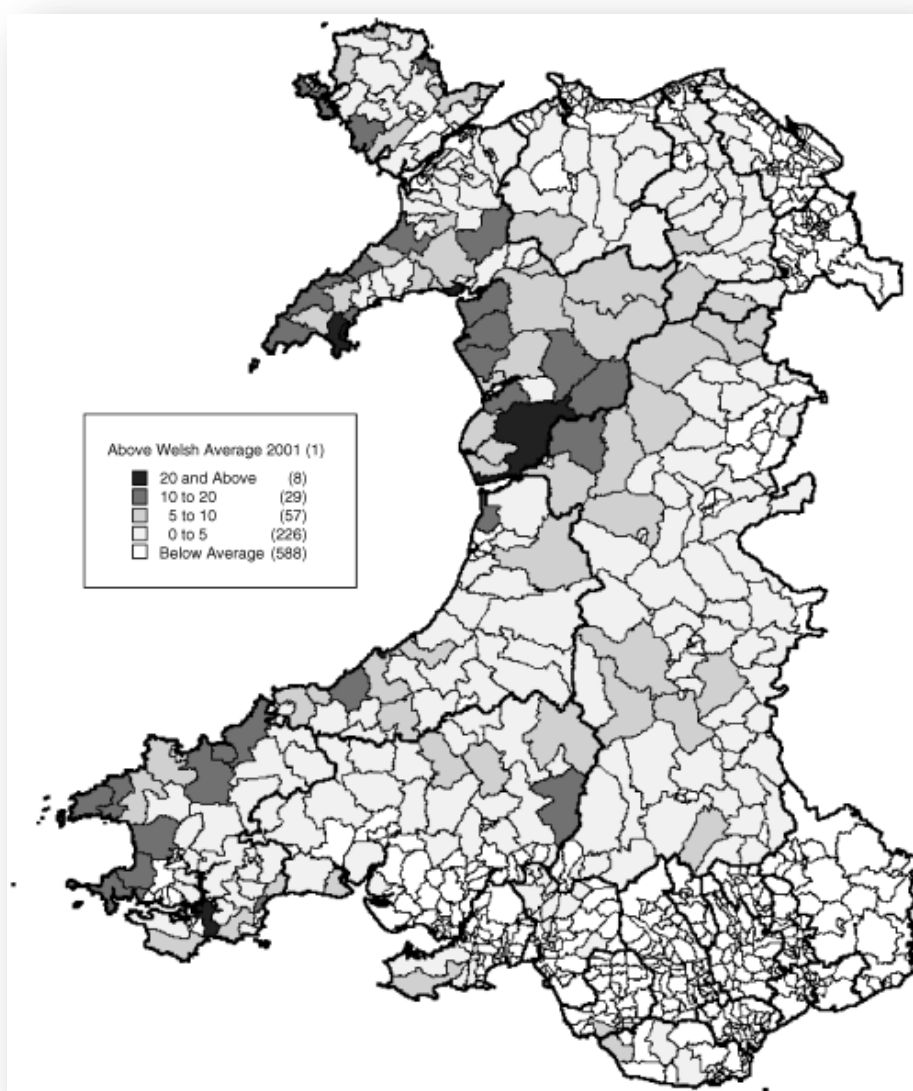 Above Welsh Average 2001 (1)
20 and Above (8)
10 to 20 (29)
5 to 10 (57)
0 to 5 (226)
Below Average (588)